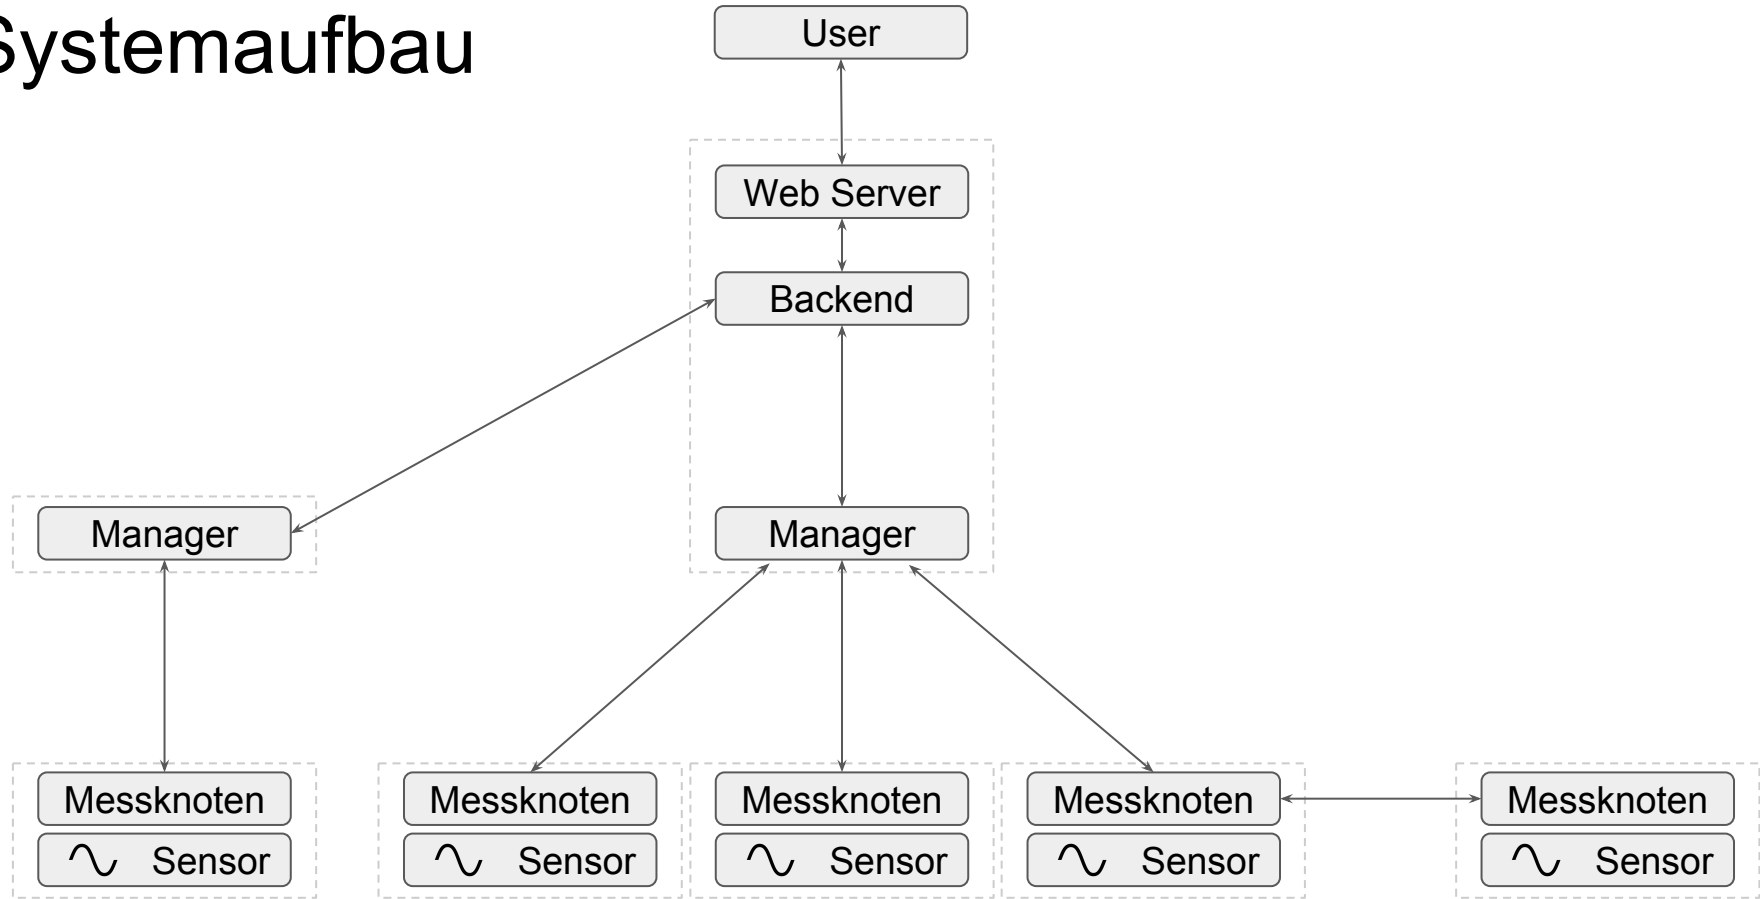 Systemaufbau
User
Web Server
Backend
Manager
Manager
Messknoten
Messknoten
Messknoten
Messknoten
Messknoten
Sensor
Sensor
Sensor
Sensor
Sensor